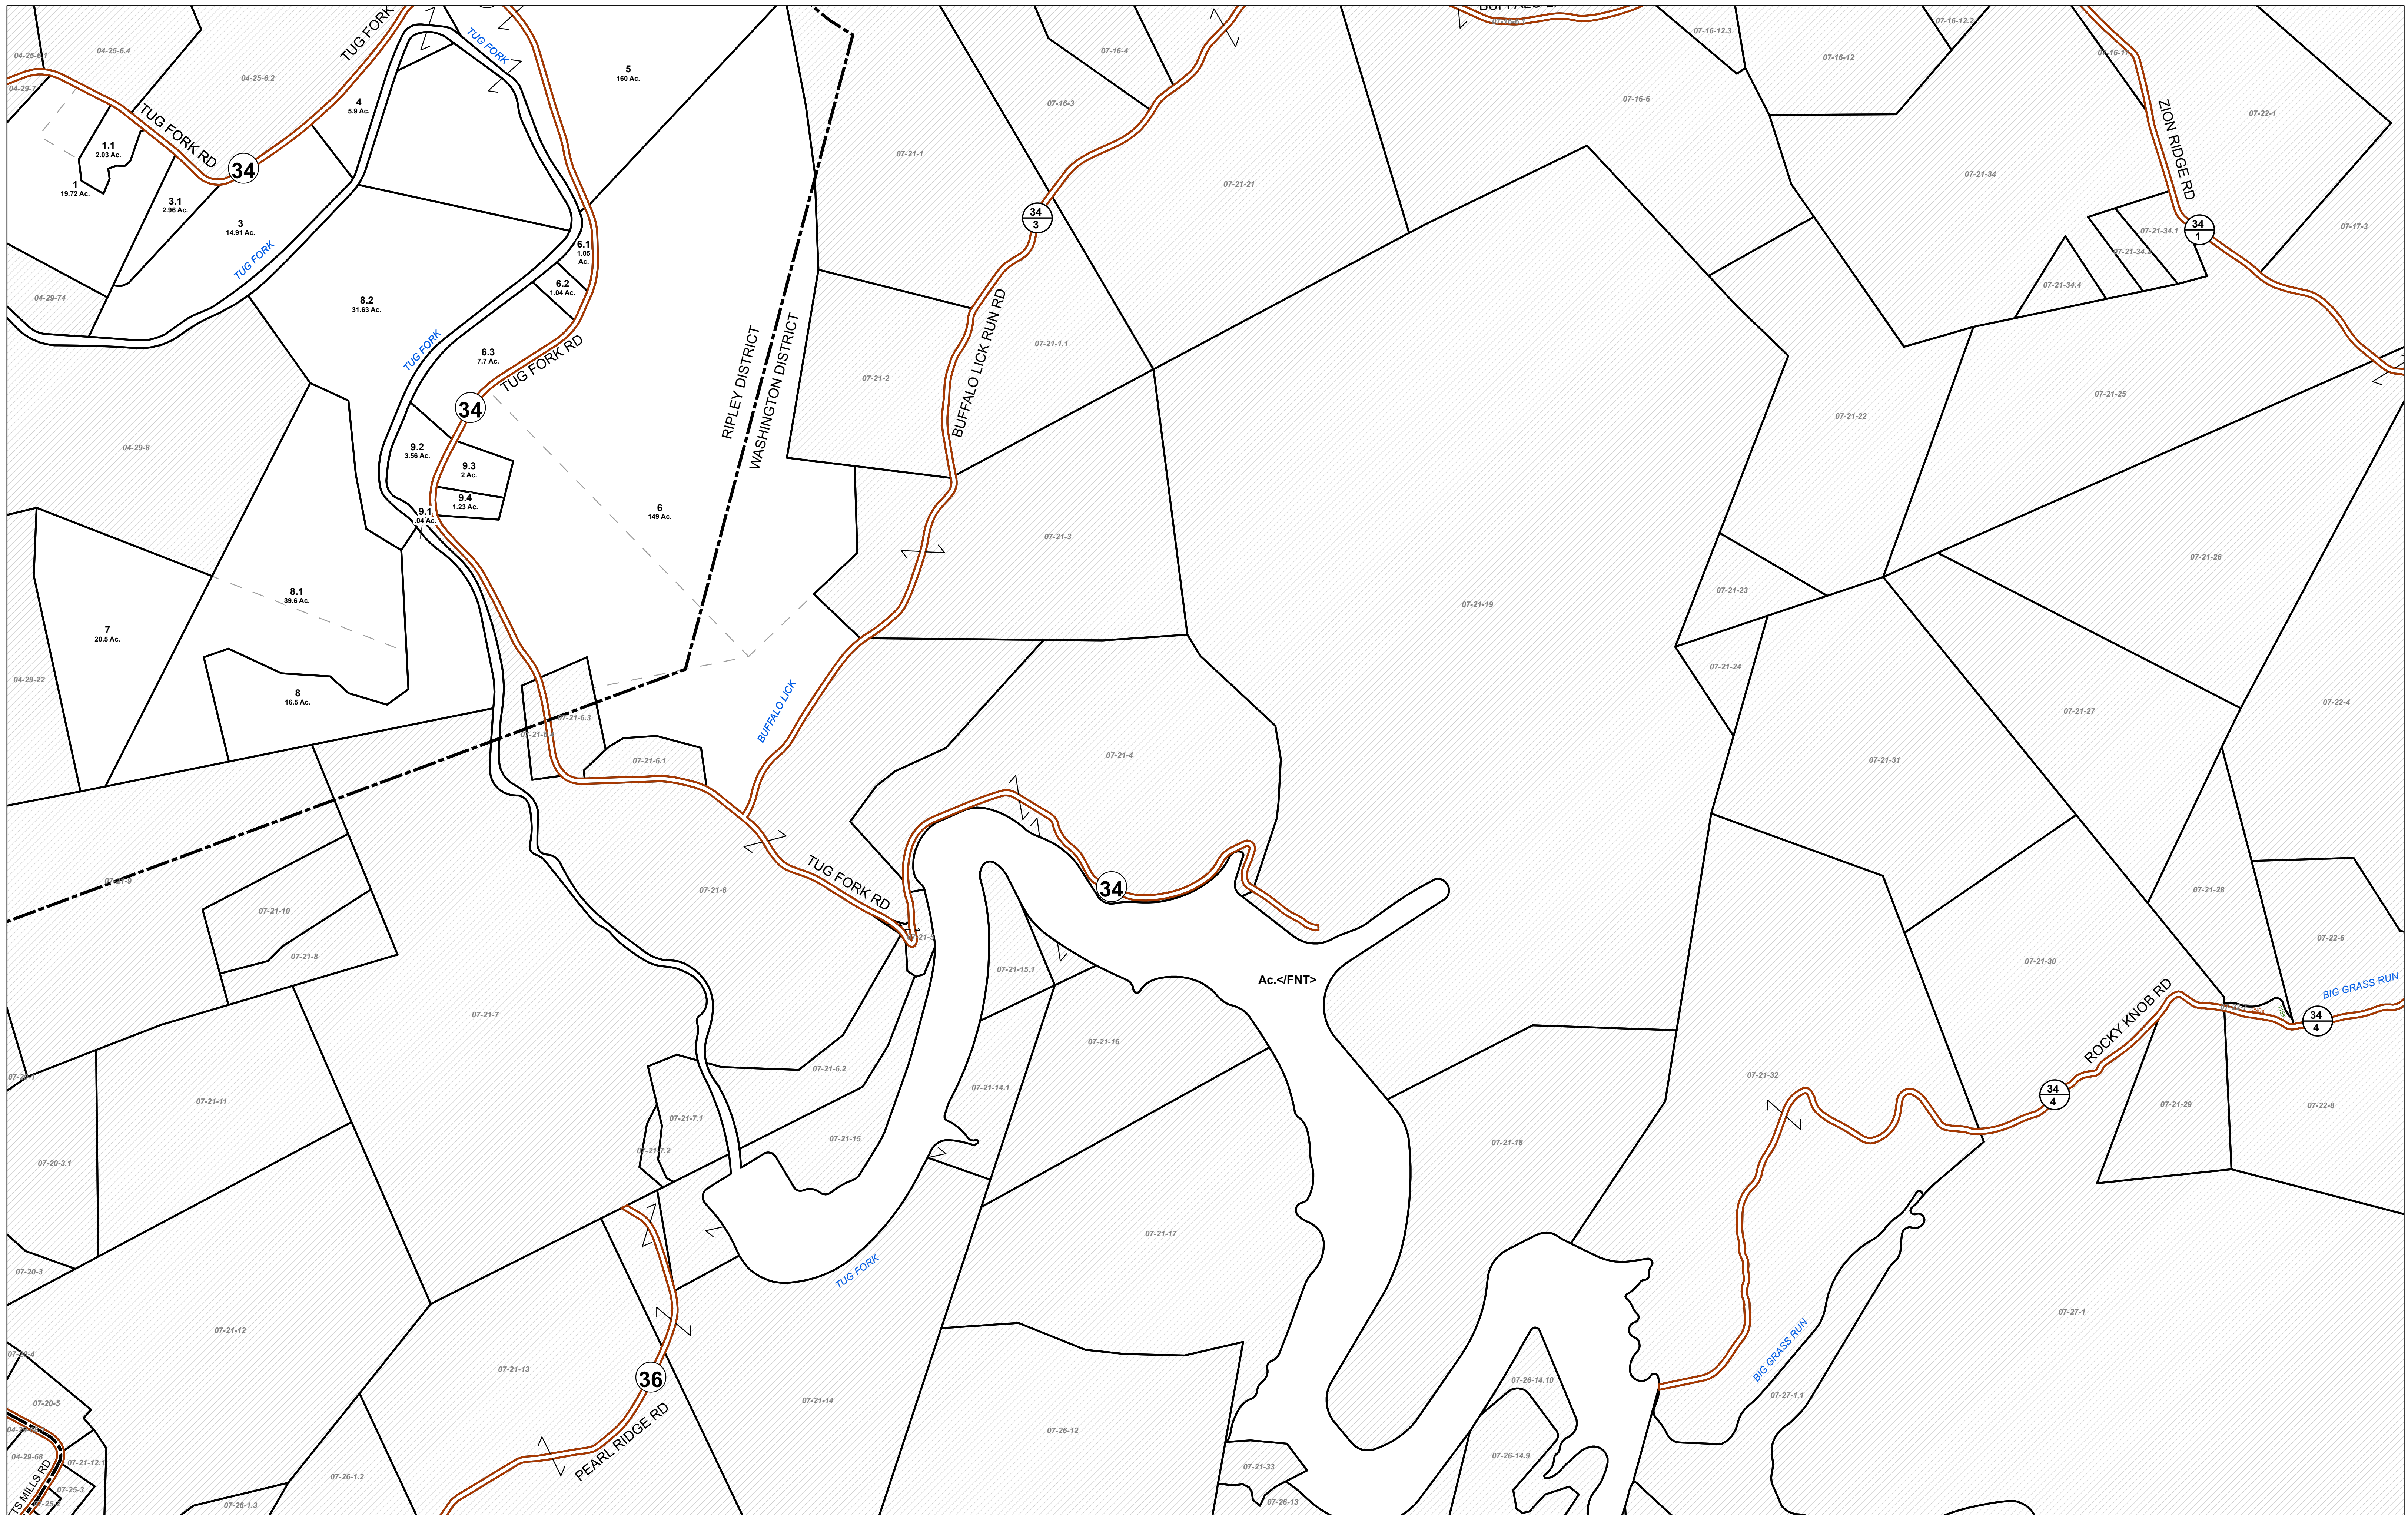 04-25-6.4
04-25-6.2
TUG FORK
TUG FORK
5
160 Ac.
07-16-4
07-16-3
07-16-6
07-16-12.3
07-16-12.2
07-16-12
ZION RIDGE RD
07-22-1
4
5.9 Ac.
TUG FORK RD
34
1.1
2.03 Ac.
1
19.72 Ac.
3.1
2.96 Ac.
3
14.91 Ac.
TUG FORK
07-21-1
07-21-21
07-21-34
34
3
34
1
07-17-3
07-21-34.1
07-21-34.4
04-29-74
8.2
31.63 Ac.
6.1
1.05
Ac.
6.2
1.04 Ac.
TUG FORK
6.3
7.7 Ac.
TUG FORK RD
34
RIPLEY DISTRICT
WASHINGTON DISTRICT
07-21-2
07-21-1.1
BUFFALO LICK RUN RD
07-21-22
07-21-25
04-29-8
9.2
3.56 Ac.
9.3
2 Ac.
9.4
1.23 Ac.
9.1
.04 Ac.
6
149 Ac.
07-21-3
07-21-26
8.1
39.6 Ac.
07-21-19
07-21-23
7
20.5 Ac.
07-21-24
04-29-22
8
16.5 Ac.
07-21-6.3
BUFFALO LICK
07-21-27
07-22-4
07-21-6.1
07-21-4
07-21-31
07-21-9
07-21-6
TUG FORK RD
34
07-21-28
07-21-10
07-21-8
07-22-6
07-21-15.1
Ac.</FNT>
07-21-30
BIG GRASS RUN
07-21-7
34
4
ROCKY KNOB RD
07-21-16
07-21-6.2
07-21-14.1
07-21-32
34
4
07-21-11
07-21-7.1
07-21-29
07-22-8
07-20-3.1
07-21-7.2
07-21-15
07-21-18
07-21-17
07-20-3
TUG FORK
07-21-12
07-27-1
BIG GRASS RUN
07-21-13
36
07-21-14
07-26-14.10
07-27-1.1
07-20-5
PEARL RIDGE RD
07-26-12
04-29-68
07-21-12.1
07-26-14.9
07-21-33
07-26-1.2
07-25-3
07-26-1.3
07-26-13
MILLS RD